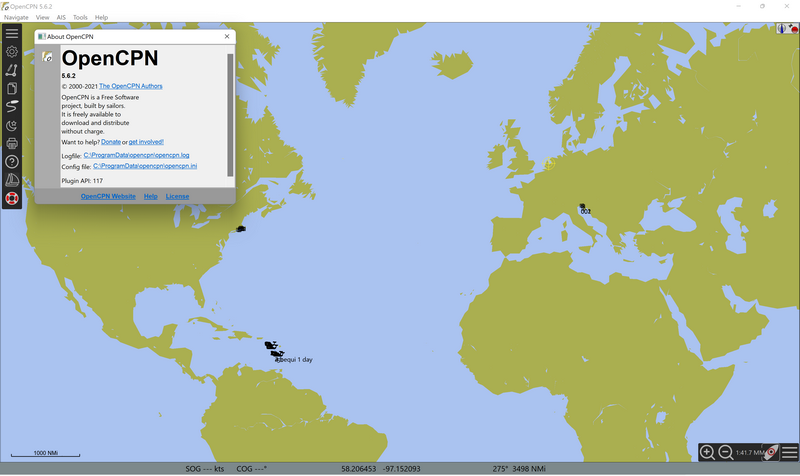 OpenCPN 5.6.2
Navigate View AIS Tools Help
About OpenCPN
OpenCPN
5.6.2
© 2000-2021 The OpenCPN Authors
OpenCPN is a Free Software
project, built by sailors.
It is freely available to
download and distribute
without charge.
Want to help? Donate or get involved!
Logfile: C:\ProgramData\opencpn\opencpn.log
Config file: C:\ProgramData\opencpn\opencpn.ini
Plugin API: 117
OpenCPN Website Help License
002
1 day
1000 NMi
1:41.7 MM
SOG --- kts COG ---° 58.206453 -97.152093 275° 3498 NMi